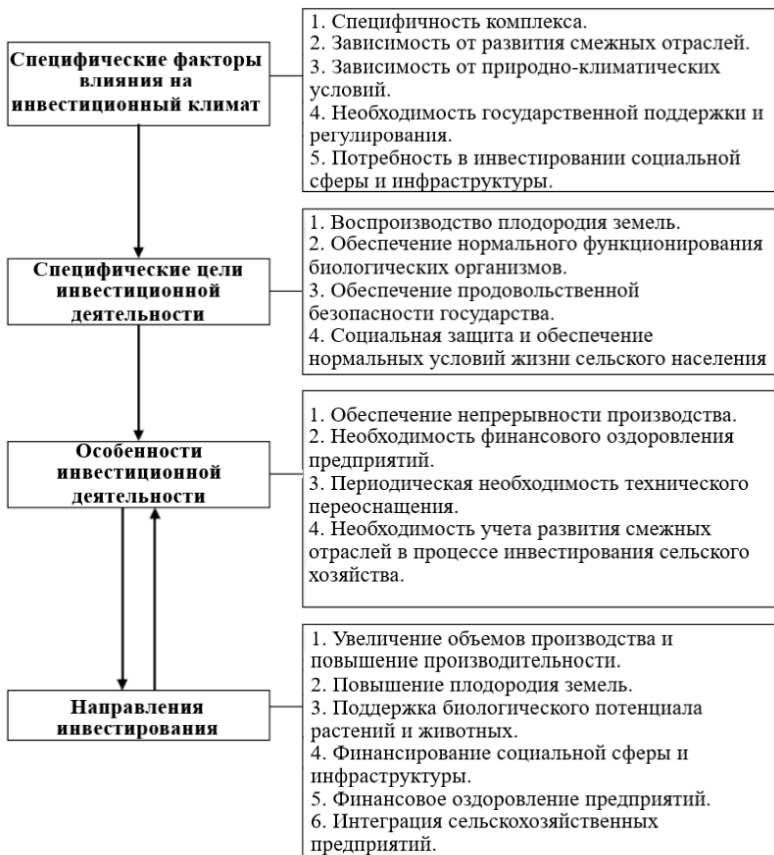 Специфические факторы
влияния на
инвестиционный климат
1. Специфичность комплекса.
2. Зависимость от развития смежных отраслей.
3. Зависимость от природно-климатических
условий.
4. Необходимость государственной поддержки и
регулирования.
5. Потребность в инвестировании социальной
сферы и инфраструктуры.
Специфические цели
инвестиционной
деятельности
1. Воспроизводство плодородия земель.
2. Обеспечение нормального функционирования
биологических организмов.
3. Обеспечение продовольственной
безопасности государства.
4. Социальная защита и обеспечение
нормальных условий жизни сельского населения
Особенности
инвестиционной
деятельности
1. Обеспечение непрерывности производства.
2. Необходимость финансового оздоровления
предприятий.
3. Периодическая необходимость технического
переоснащения.
4. Необходимость учета развития смежных
отраслей в процессе инвестирования сельского
хозяйства.
Направления
инвестирования
1. Увеличение объемов производства и
повышение производительности.
2. Повышение плодородия земель.
3. Поддержка биологического потенциала
растений и животных.
4. Финансирование социальной сферы и
инфраструктуры.
5. Финансовое оздоровление предприятий.
6. Интеграция сельскохозяйственных
предприятий.